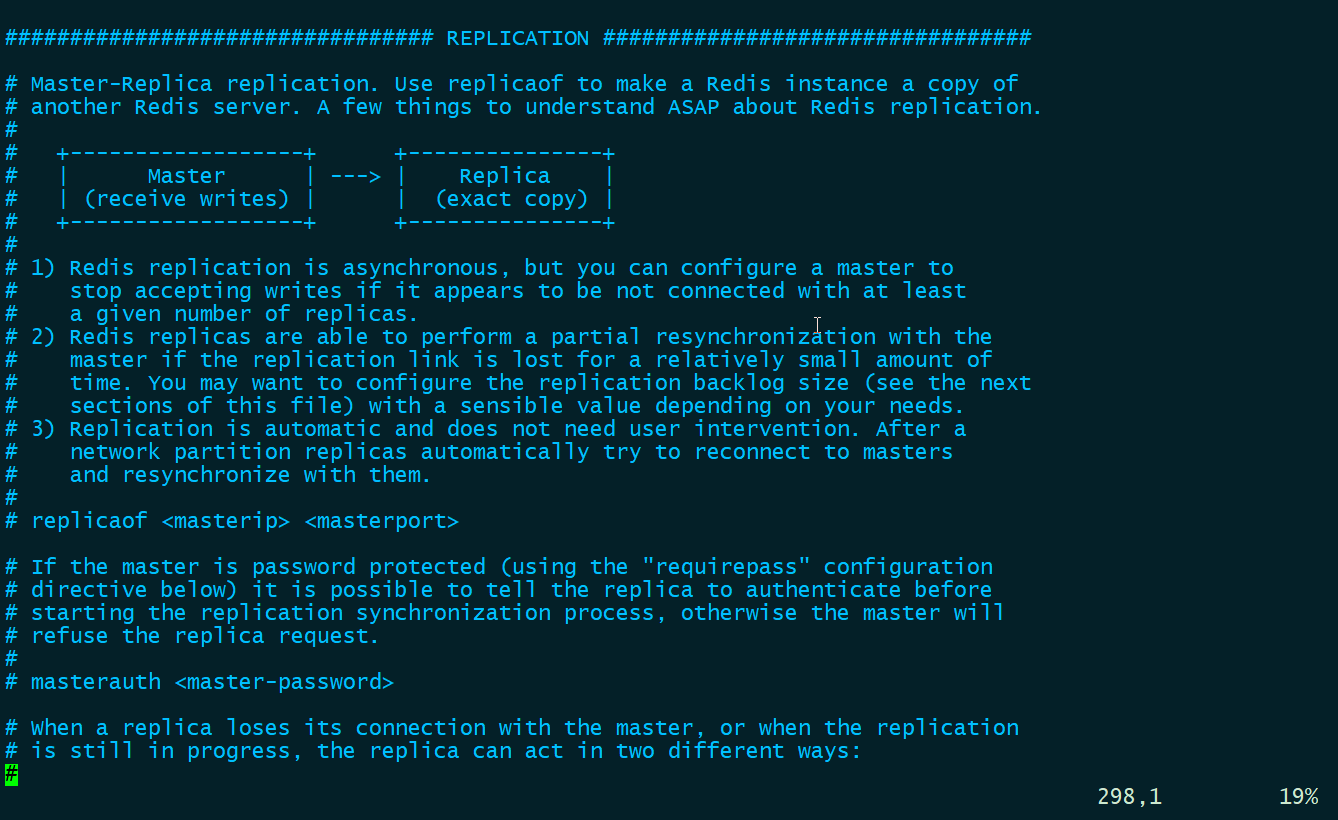 ################################# REPLICATION #################################

# Master-Replica replication. Use replicaof to make a Redis instance a copy of
# another Redis server. A few things to understand ASAP about Redis replication.
#
#   +------------------+      +---------------+
#   |      Master      | ---> |    Replica    |
#   | (receive writes) |      |  (exact copy) |
#   +------------------+      +---------------+
#
# 1) Redis replication is asynchronous, but you can configure a master to
#    stop accepting writes if it appears to be not connected with at least
#    a given number of replicas.
# 2) Redis replicas are able to perform a partial resynchronization with the
#    master if the replication link is lost for a relatively small amount of
#    time. You may want to configure the replication backlog size (see the next
#    sections of this file) with a sensible value depending on your needs.
# 3) Replication is automatic and does not need user intervention. After a
#    network partition replicas automatically try to reconnect to masters
#    and resynchronize with them.
#
# replicaof <masterip> <masterport>

# If the master is password protected (using the "requirepass" configuration
# directive below) it is possible to tell the replica to authenticate before
# starting the replication synchronization process, otherwise the master will
# refuse the replica request.
#
# masterauth <master-password>

# When a replica loses its connection with the master, or when the replication
# is still in progress, the replica can act in two different ways:
#
298,1         19%